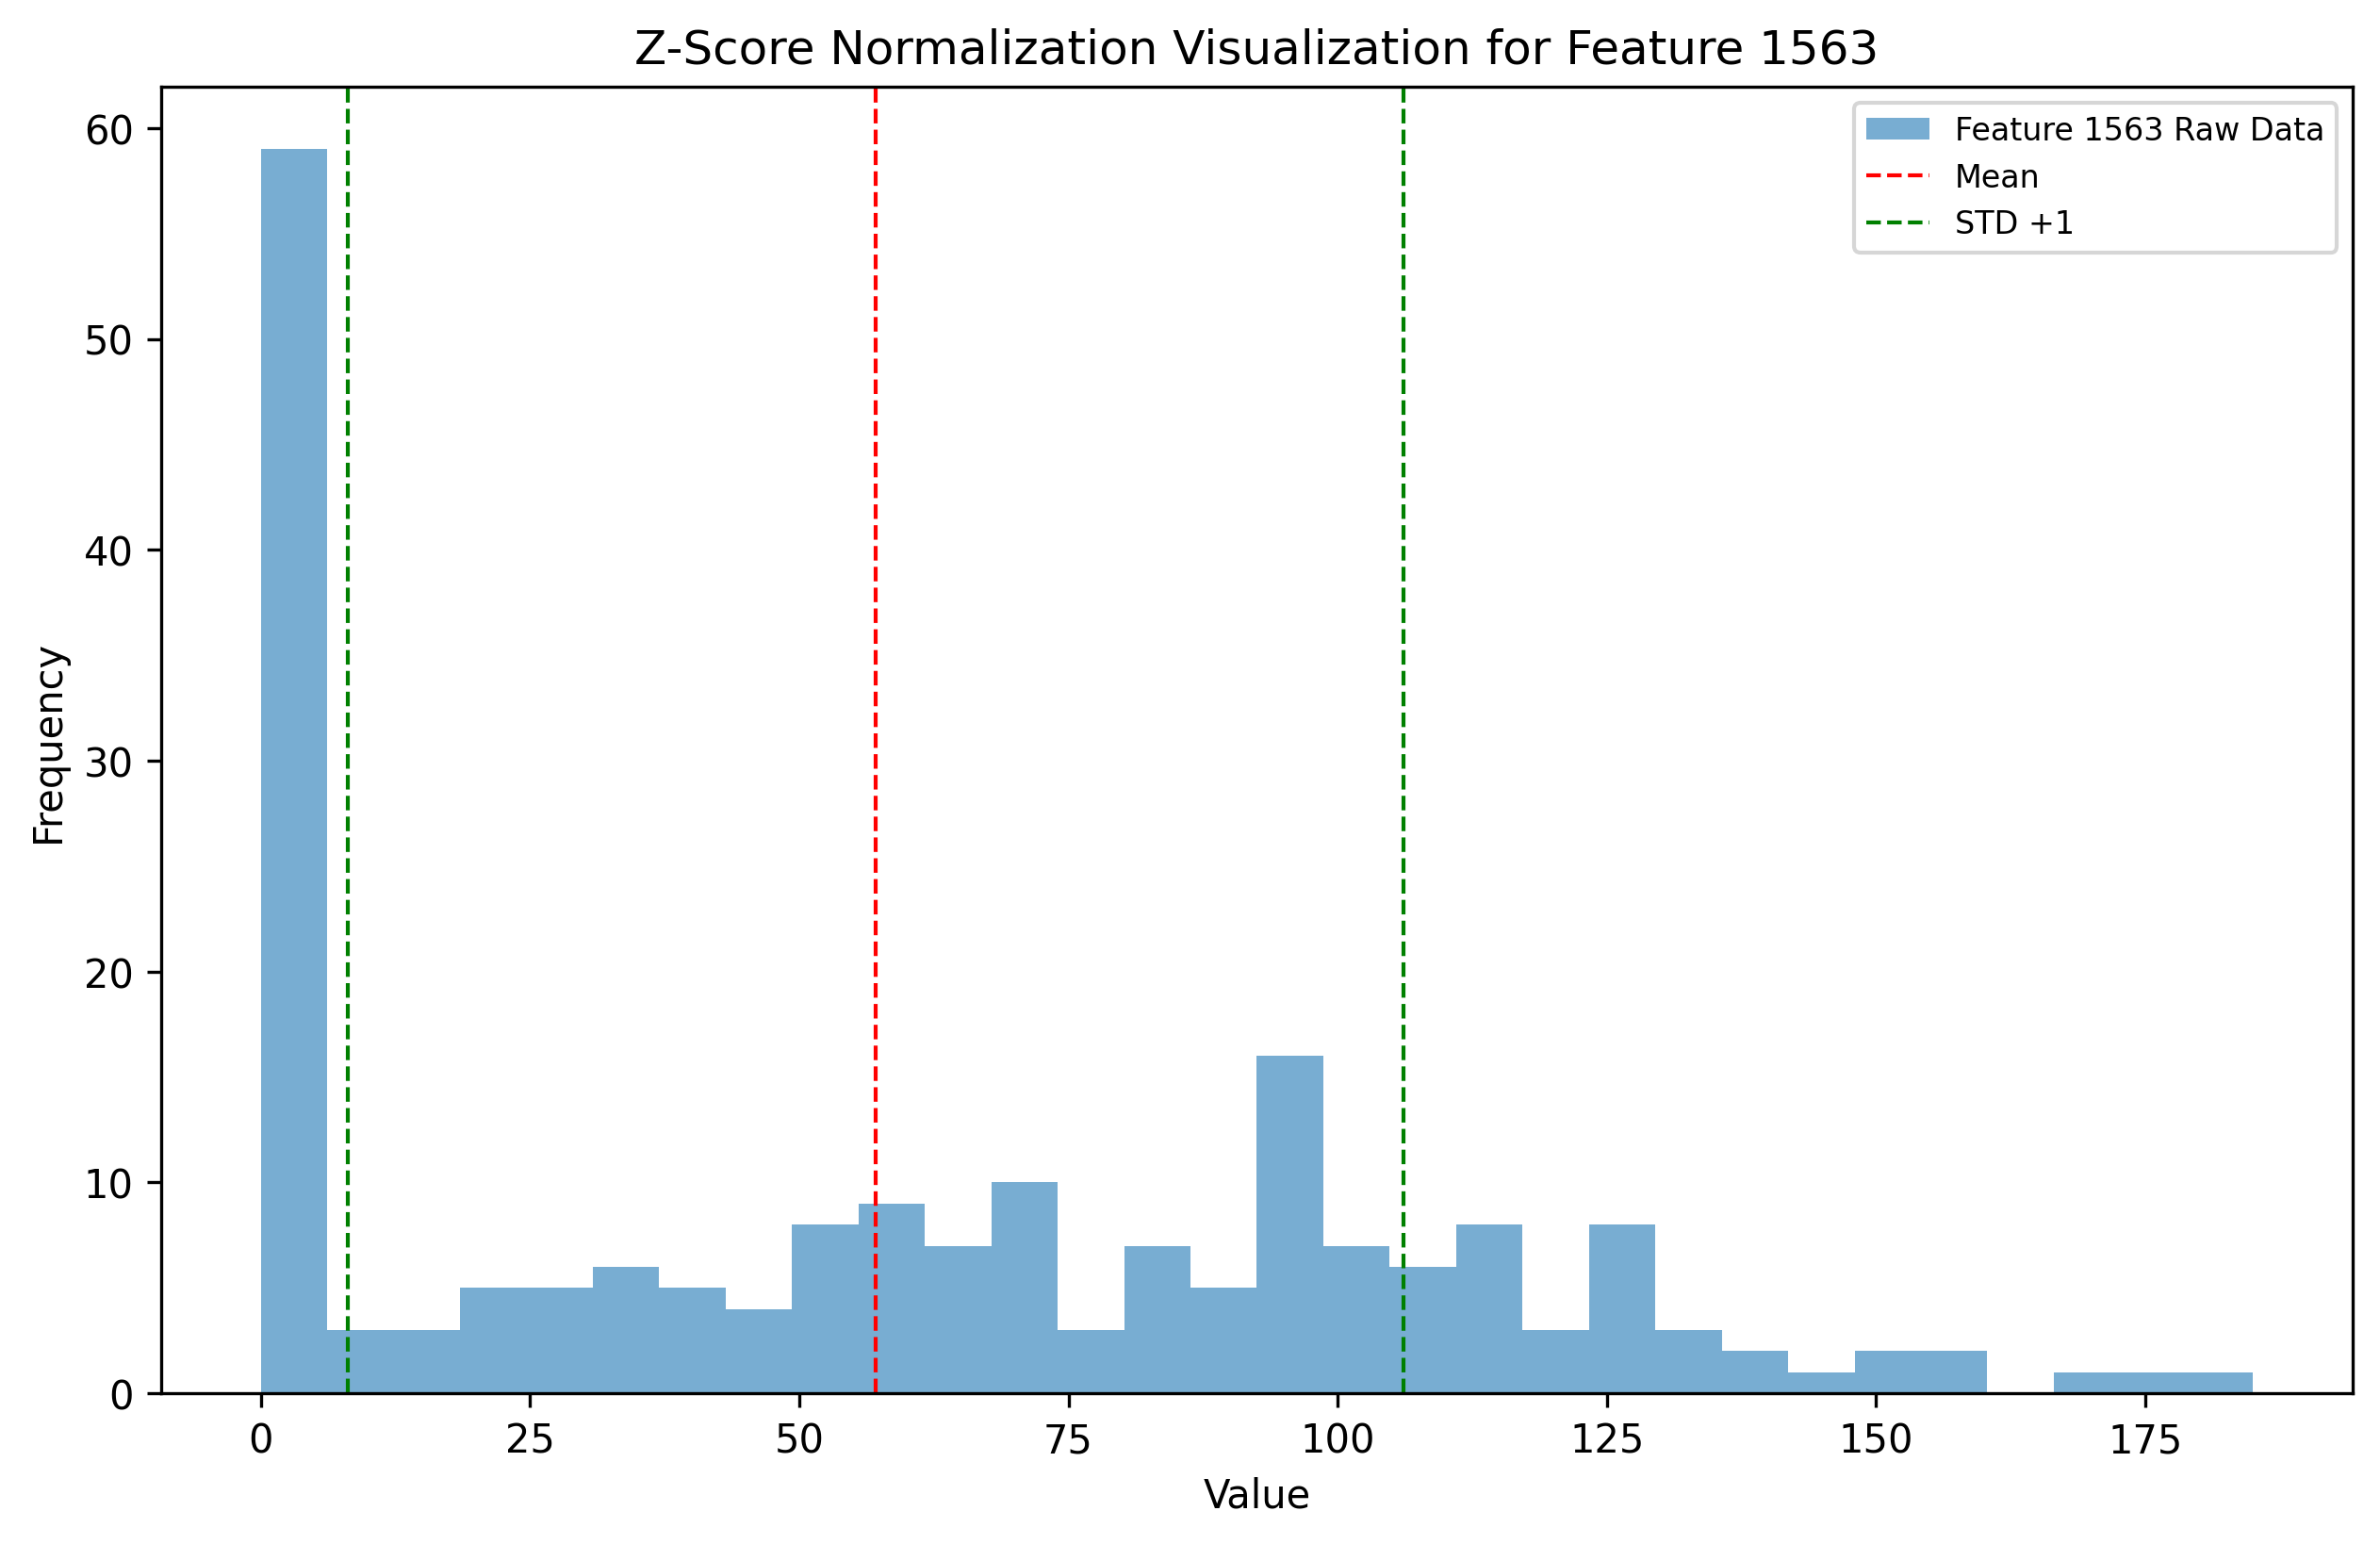 Z-Score Normalization Visualization for Feature 1563
Feature 1563 Raw Data
Mean
STD +1
60
50
40
30
20
10
0
Frequency
0 25 50 75 100 125 150 175
Value